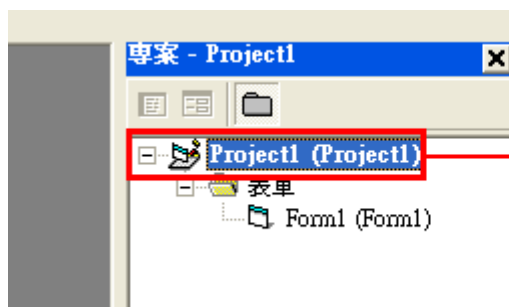 專案 - Project1
Project1 (Project1)
表單
Form1 (Form1)